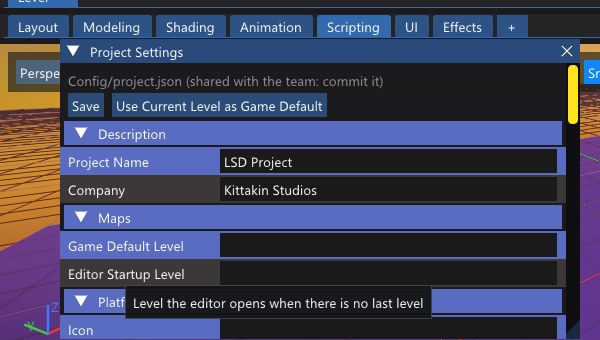 Level
Layout Modeling Shading Animation Scripting UI Effects +
Project Settings
Config/project.json (shared with the team: commit it)
Save Use Current Level as Game Default
Description
Project Name LSD Project
Company Kittakin Studios
Maps
Game Default Level
Editor Startup Level
Level the editor opens when there is no last level
Icon
Z
Y